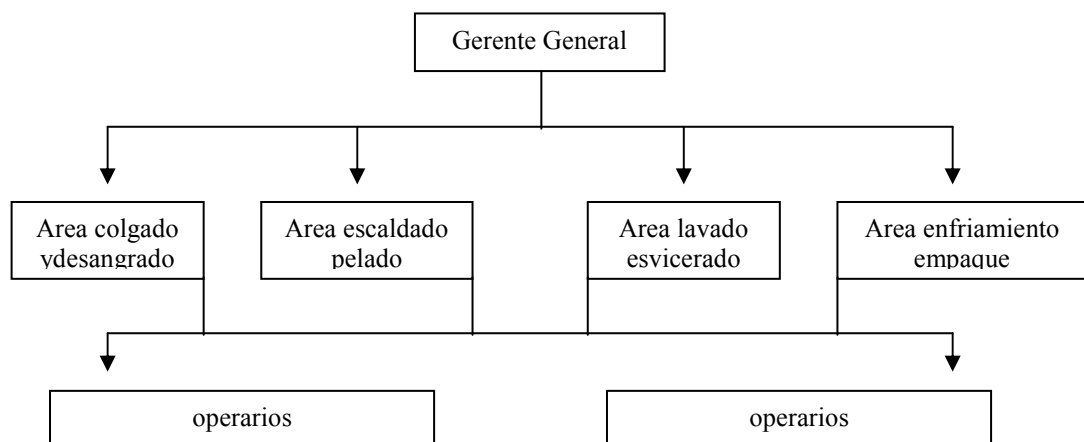 Gerente General
Area colgado
ydesangrado
Area escaldado
pelado
Area lavado
esvicerado
Area enfriamiento
empaque
operarios
operarios